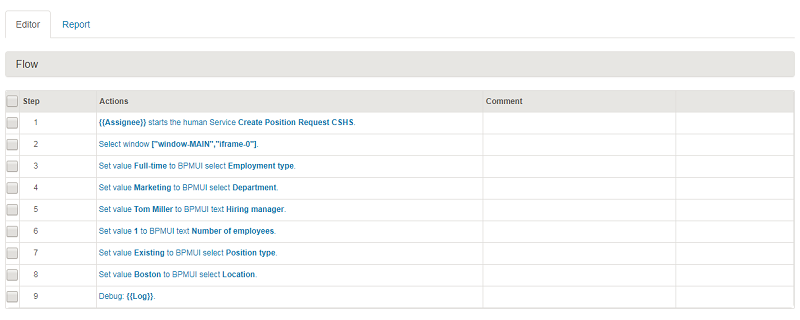 Editor Report
Flow
Step Actions Comment
1 {{Assignee}} starts the human Service Create Position Request CSHS.
2 Select window ["window-MAIN","iframe-0"].
3 Set value Full-time to BPMUI select Employment type.
4 Set value Marketing to BPMUI select Department.
5 Set value Tom Miller to BPMUI text Hiring manager.
6 Set value 1 to BPMUI text Number of employees.
7 Set value Existing to BPMUI select Position type.
8 Set value Boston to BPMUI select Location.
9 Debug: {{Log}}.